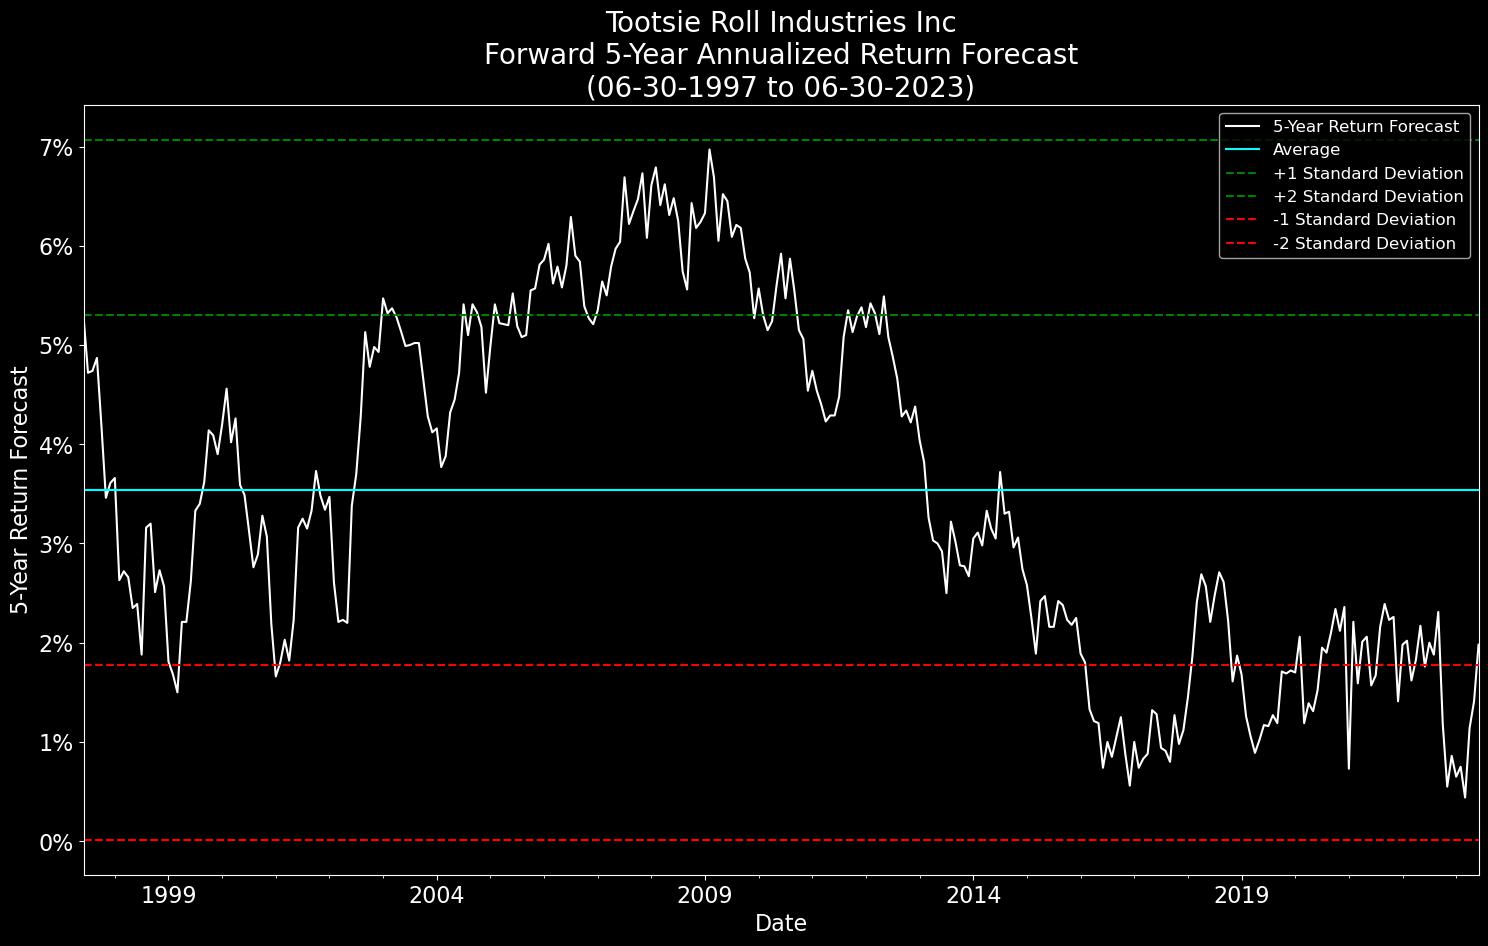 Tootsie Roll Industries Inc
Forward 5-Year Annualized Return Forecast
(06-30-1997 to 06-30-2023)
5-Year Return Forecast
Average
+1 Standard Deviation
+2 Standard Deviation
-1 Standard Deviation
-2 Standard Deviation
7%
6%
5%
4%
3%
2%
1%
0%
5-Year Return Forecast
1999 2004 2009 2014 2019
Date